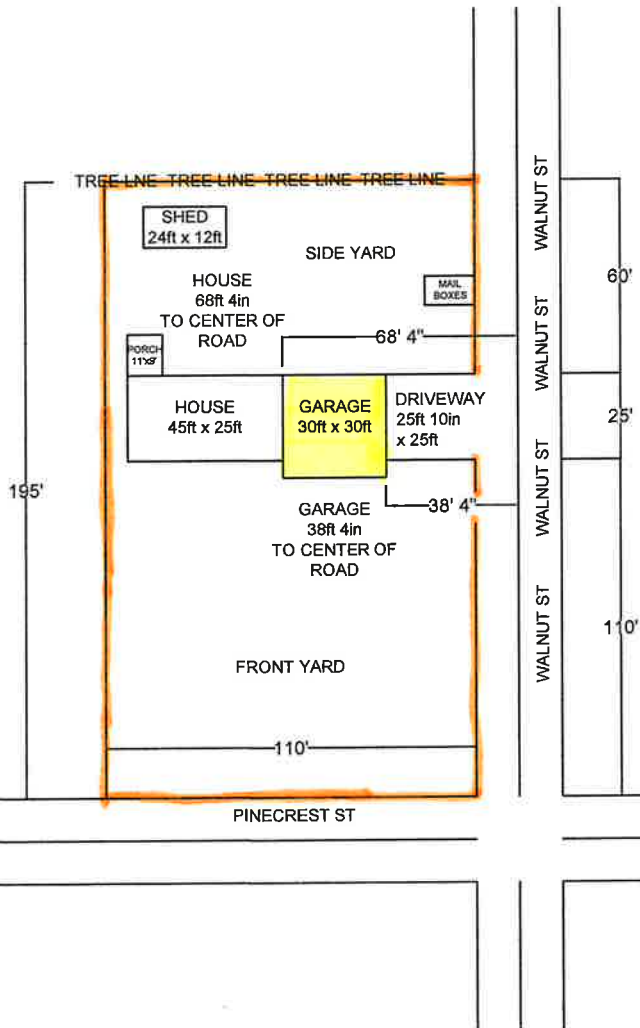 TREE LNE TREE LINE TREE LINE TREE LINE
SHED
24ft x 12ft
SIDE YARD
HOUSE
68ft 4in
TO CENTER OF
ROAD
MAIL
BOXES
68' 4"
PORCH
11'x9'
HOUSE
45ft x 25ft
GARAGE
30ft x 30ft
DRIVEWAY
25ft 10in
x 25ft
195'
GARAGE
38ft 4in
TO CENTER OF
ROAD
38' 4"
FRONT YARD
110'
PINECREST ST
WALNUT ST
WALNUT ST
WALNUT ST
WALNUT ST
60'
25'
110'